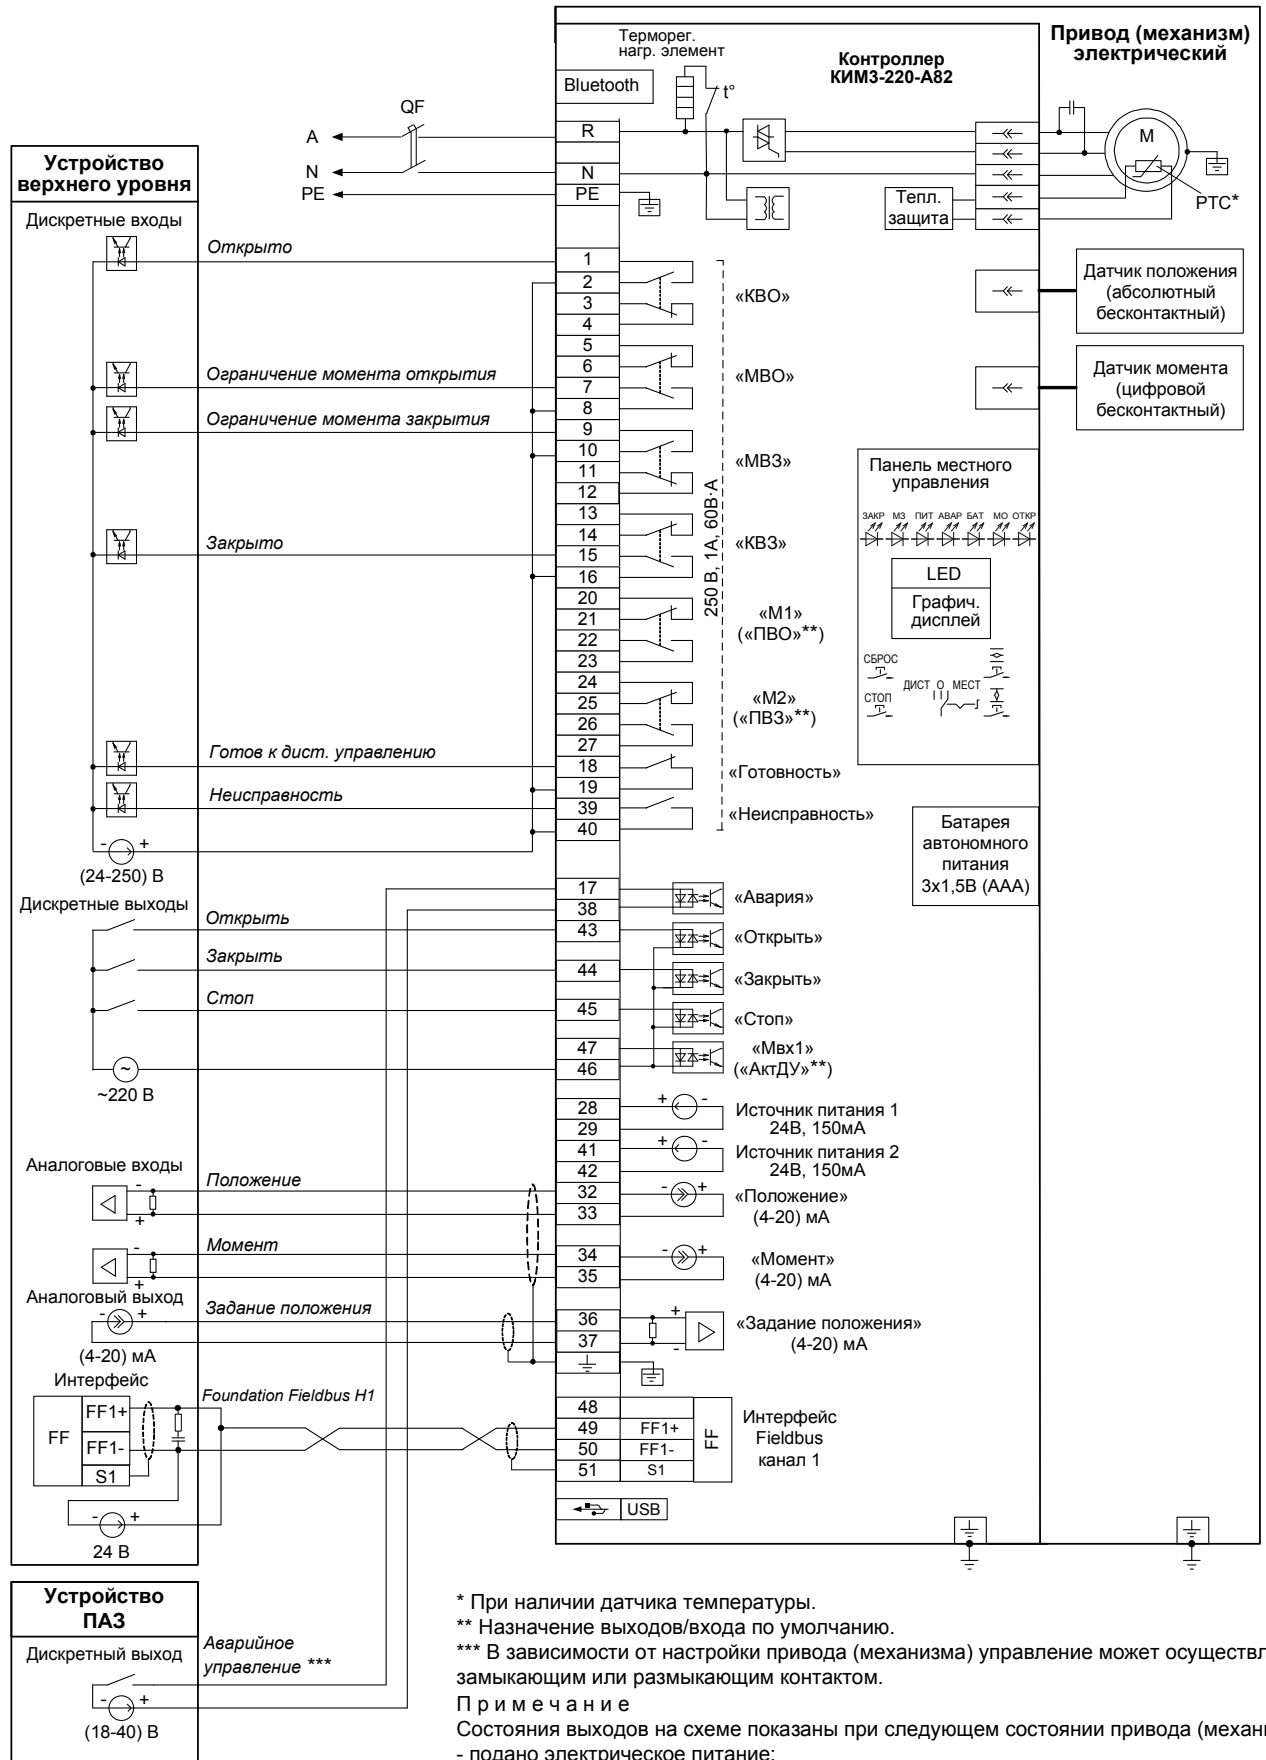 Терморег.
нагр. элемент
Bluetooth
t°
Контроллер
КИМ3-220-А82
Привод (механизм)
электрический
QF
A
N
PE
R
N
PE
M
PTC*
Тепл.
защита
Устройство
верхнего уровня
Дискретные входы
Открыто
1
2
3
4
«КВО»
Датчик положения
(абсолютный
бесконтактный)
5
6
7
8
«МВО»
Ограничение момента открытия
Датчик момента
(цифровой
бесконтактный)
Ограничение момента закрытия
9
10
11
12
«МВЗ»
250 В, 1А, 60В·А
Панель местного
управления
ЗАКР МЗ ПИТ АВАР БАТ МО ОТКР
LED
Графич.
дисплей
СБРОС
СТОП
ДИСТ О МЕСТ
Закрыто
13
14
15
16
«КВЗ»
20
21
22
23
«М1»
(«ПВО»**)
24
25
26
27
«М2»
(«ПВЗ»**)
Готов к дист. управлению
18
19
«Готовность»
Неисправность
39
40
«Неисправность»
- +
(24-250) В
Батарея
автономного
питания
3х1,5В (ААА)
Дискретные выходы
17
38
«Авария»
Открыть
43
«Открыть»
Закрыть
44
«Закрыть»
Стоп
45
«Стоп»
47
46
«Мвх1»
(«АктДУ»**)
~
~220 В
28
29
+ -
Источник питания 1
24В, 150мА
41
42
+ -
Источник питания 2
24В, 150мА
Аналоговые входы
-
+
Положение
32
33
- +
«Положение»
(4-20) мА
-
+
Момент
34
35
- +
«Момент»
(4-20) мА
Аналоговый выход
- +
(4-20) мА
Задание положения
36
37
+
-
«Задание положения»
(4-20) мА
Интерфейс
FF
FF1+
FF1-
S1
Foundation Fieldbus H1
48
49 FF1+
50 FF1-
51 S1
FF
Интерфейс
Fieldbus
канал 1
- +
24 В
USB
Устройство
ПАЗ
Дискретный выход
- +
(18-40) В
Аварийное
управление ***
* При наличии датчика температуры.
** Назначение выходов/входа по умолчанию.
*** В зависимости от настройки привода (механизма) управление может осуществл
замыкающим или размыкающим контактом.
П р и м е ч а н и е
Состояния выходов на схеме показаны при следующем состоянии привода (механи
- подано электрическое питание;